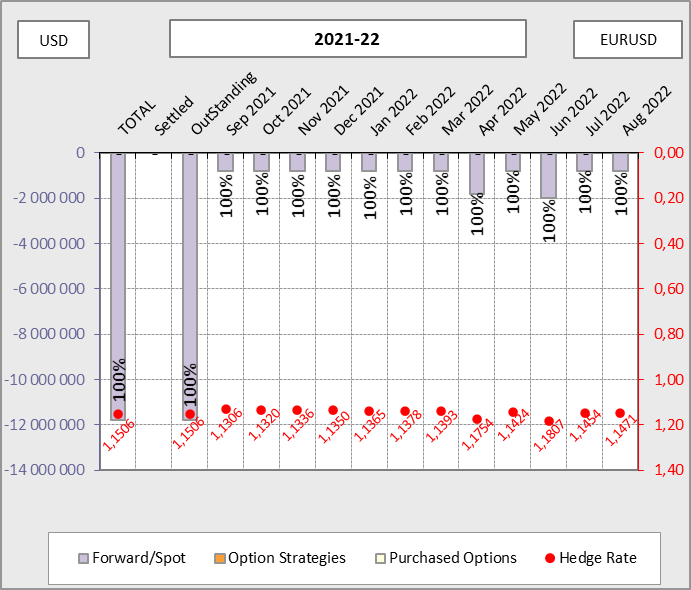 USD
2021-22
EURUSD
TOTAL
Settled
OutStanding
Sep 2021
Oct 2021
Nov 2021
Dec 2021
Jan 2022
Feb 2022
Mar 2022
Apr 2022
May 2022
Jun 2022
Jul 2022
Aug 2022
0
-2 000 000
-4 000 000
-6 000 000
-8 000 000
-10 000 000
-12 000 000
-14 000 000
0,00
0,20
0,40
0,60
0,80
1,00
1,20
1,40
100%
100%
100%
100%
100%
100%
100%
100%
100%
100%
100%
100%
100%
100%
1,1506
1,1506
1,1306
1,1320
1,1336
1,1350
1,1365
1,1378
1,1393
1,1754
1,1424
1,1807
1,1454
1,1471
Forward/Spot
Option Strategies
Purchased Options
Hedge Rate